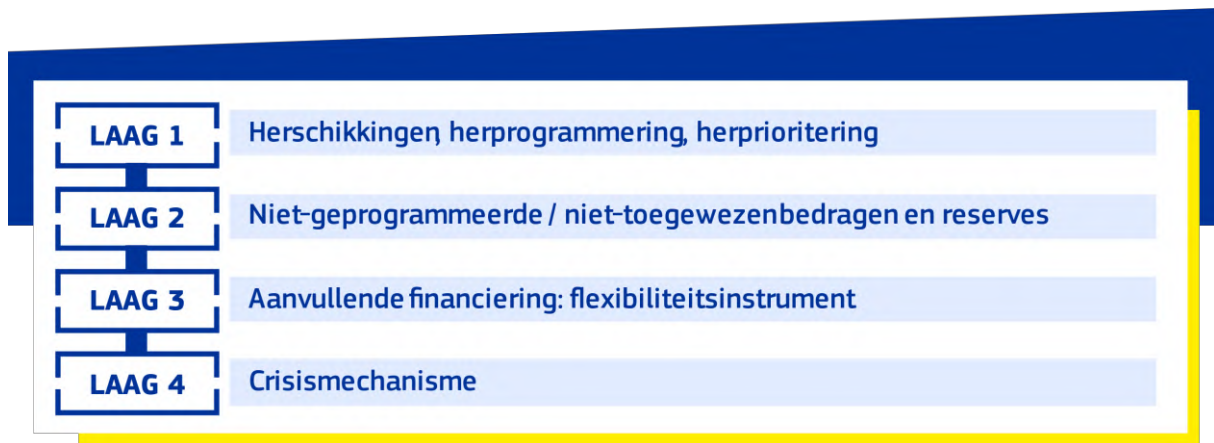 LAAG 1
Herschikkingen, herprogrammering, herprioritering
LAAG 2
Niet-geprogrammeerde / niet-toegewezenbedragen en reserves
LAAG 3
Aanvullende financiering: flexibiliteitsinstrument
LAAG 4
Crisismechanisme